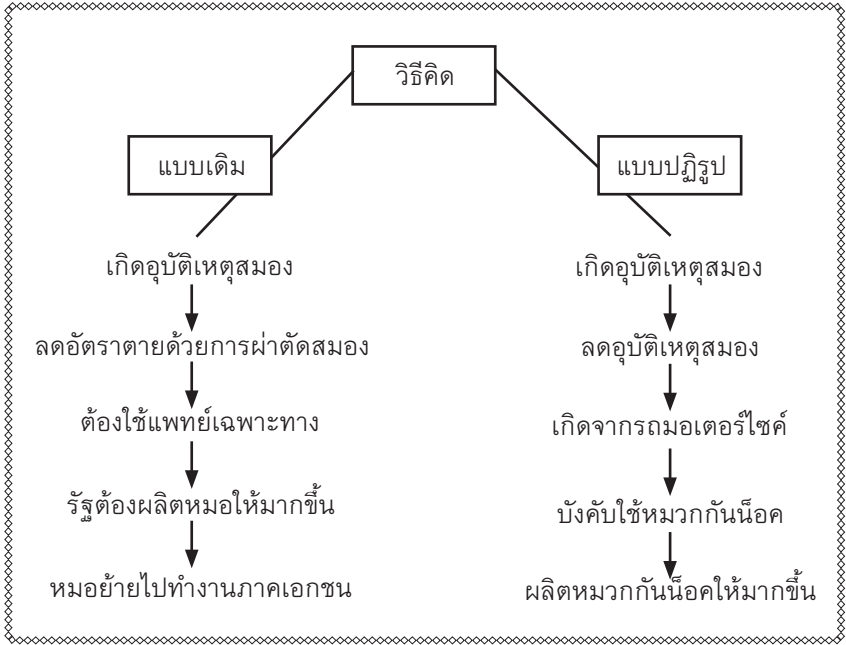 วิธีคิด
แบบเดิม
เกิดอุบัติเหตุสมอง
ลดอัตราตายด้วยการผ่าตัดสมอง
ต้องใช้แพทย์เฉพาะทาง
รัฐต้องผลิตหมอให้มากขึ้น
หมอย้ายไปทำงานภาคเอกชน
แบบปฏิรูป
เกิดอุบัติเหตุสมอง
ลดอุบัติเหตุสมอง
เกิดจากรถมอเตอร์ไซค์
บังคับใช้หมวกกันน็อค
ผลิตหมวกกันน็อคให้มากขึ้น